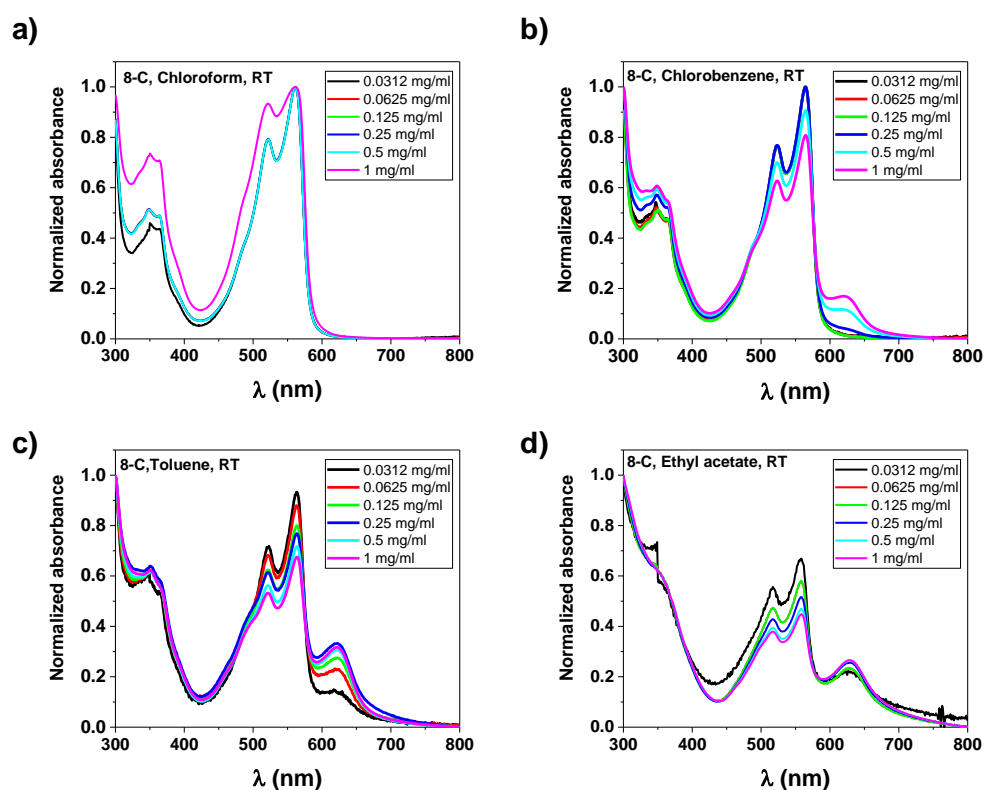 a)
8-C, Chloroform, RT
0.0312 mg/ml
0.0625 mg/ml
0.125 mg/ml
0.25 mg/ml
0.5 mg/ml
1 mg/ml
Normalized absorbance
1.0
0.8
0.6
0.4
0.2
0.0
300 400 500 600 700 800
λ (nm)
b)
8-C, Chlorobenzene, RT
0.0312 mg/ml
0.0625 mg/ml
0.125 mg/ml
0.25 mg/ml
0.5 mg/ml
1 mg/ml
Normalized absorbance
1.0
0.8
0.6
0.4
0.2
0.0
300 400 500 600 700 800
λ (nm)
c)
8-C,Toluene, RT
0.0312 mg/ml
0.0625 mg/ml
0.125 mg/ml
0.25 mg/ml
0.5 mg/ml
1 mg/ml
Normalized absorbance
1.0
0.8
0.6
0.4
0.2
0.0
300 400 500 600 700 800
λ (nm)
d)
8-C, Ethyl acetate, RT
0.0312 mg/ml
0.0625 mg/ml
0.125 mg/ml
0.25 mg/ml
0.5 mg/ml
1 mg/ml
Normalized absorbance
1.0
0.8
0.6
0.4
0.2
0.0
300 400 500 600 700 800
λ (nm)